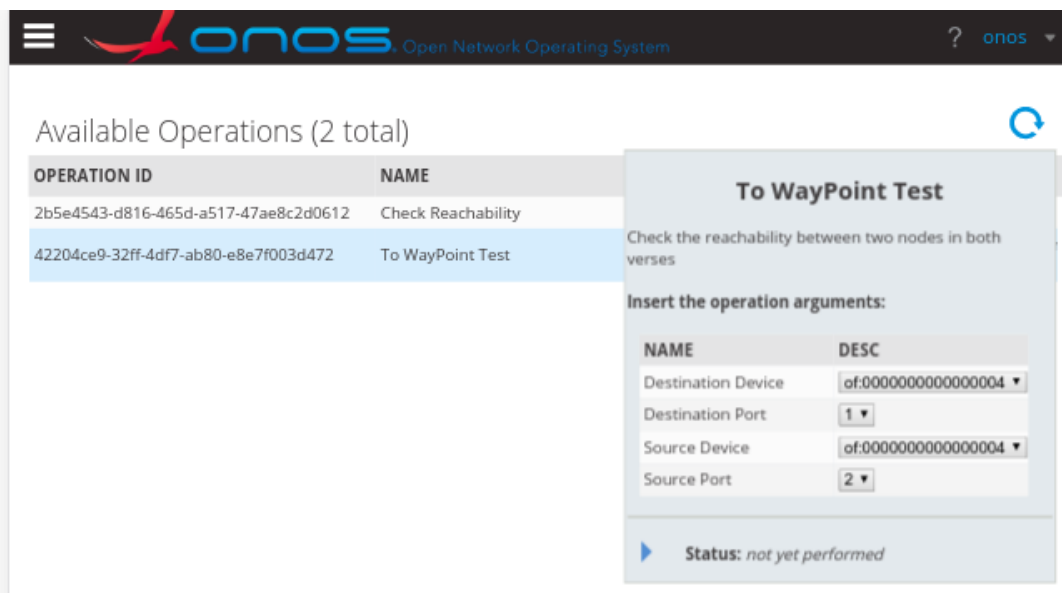 onos. Open Network Operating System ? onos
Available Operations (2 total)
OPERATION ID NAME
2b5e4543-d816-465d-a517-47ae8c2d0612 Check Reachability
42204ce9-32ff-4df7-ab80-e8e7f003d472 To WayPoint Test
To WayPoint Test
Check the reachability between two nodes in both
verses
Insert the operation arguments:
NAME DESC
Destination Device of:0000000000000004
Destination Port 1
Source Device of:0000000000000004
Source Port 2
Status: not yet performed